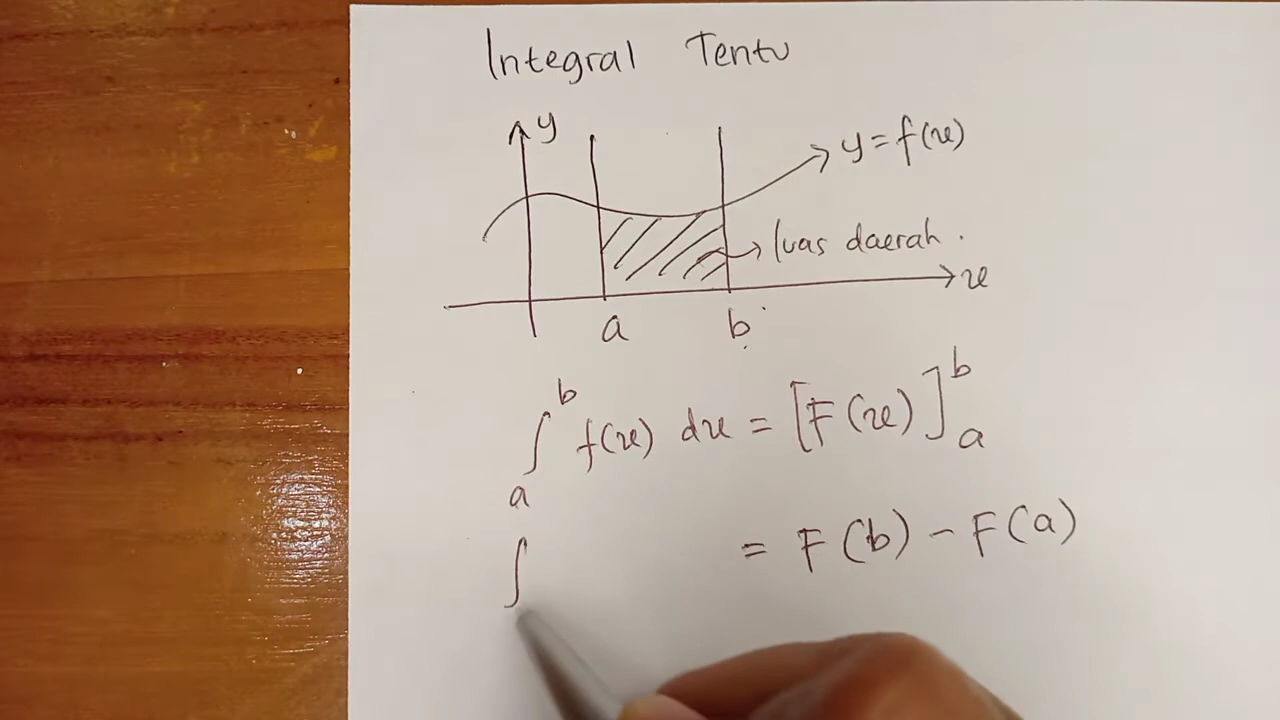 Integral Tentu
y
y = f(x)
luas daerah.
x
a b
∫ₐᵇ f(x) dx = [F(x)]ₐᵇ
= F(b) - F(a)
∫